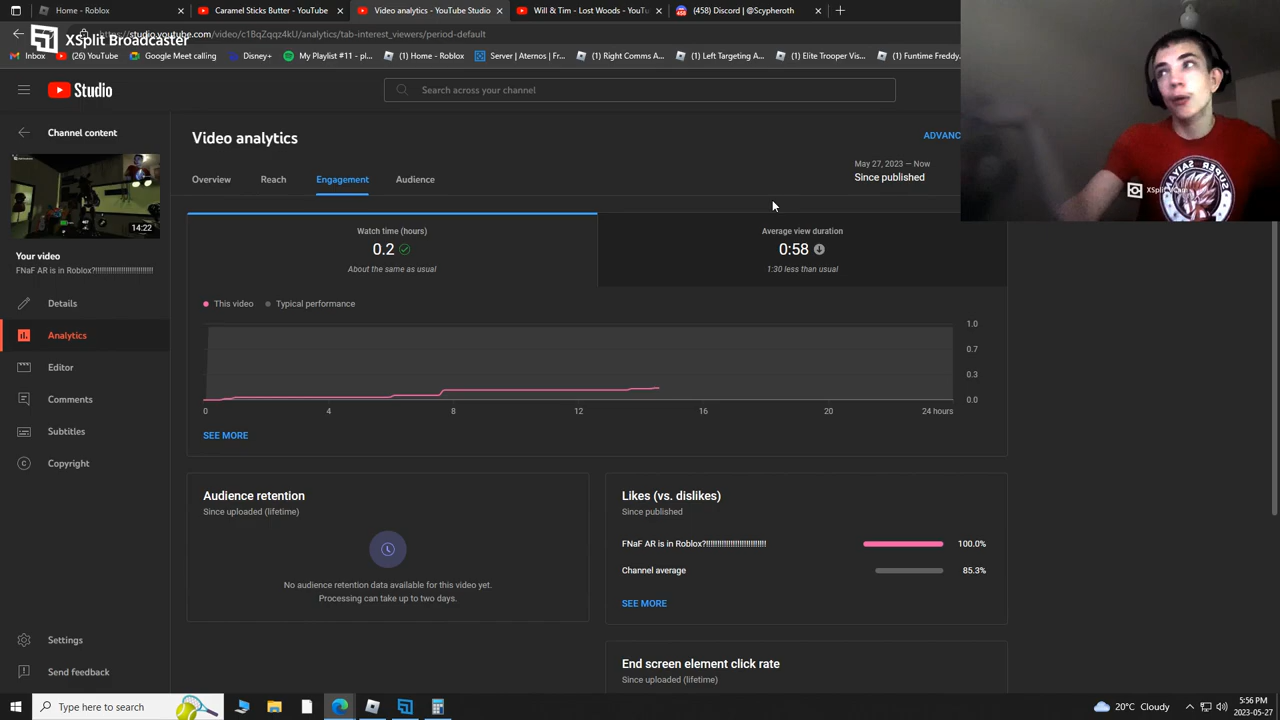 Home - Roblox
Caramel Sticks Butter - YouTube
Video analytics - YouTube Studio
Will & Tim - Lost Woods - YouTu
(458) Discord | @Scypheroth
https://studio.youtube.com/video/c1BqZqqz4kU/analytics/tab-interest_viewers/period-default
XSplit Broadcaster
Inbox
(26) YouTube
Google Meet calling
Disney+
My Playlist #11 - pl...
(1) Home - Roblox
Server | Aternos | Fr...
(1) Right Comms A...
(1) Left Targeting A...
(1) Elite Trooper Vis...
(1) Funtime Freddy...
Studio
Search across your channel
Channel content
Video analytics
ADVANC
May 27, 2023 — Now
Since published
Overview
Reach
Engagement
Audience
XSplit
14:22
Your video
FNaF AR is in Roblox?!!!!!!!!!!!!!!!!!!!!!!!!!!!
Details
Analytics
Editor
Comments
Subtitles
Copyright
Settings
Send feedback
Watch time (hours)
0.2
About the same as usual
Average view duration
0:58
1:30 less than usual
This video
Typical performance
1.0
0.7
0.3
0.0
0 4 8 12 16 20 24 hours
SEE MORE
Audience retention
Since uploaded (lifetime)
No audience retention data available for this video yet.
Processing can take up to two days.
Likes (vs. dislikes)
Since published
FNaF AR is in Roblox?!!!!!!!!!!!!!!!!!!!!!!!!!!!
100.0%
Channel average
85.3%
SEE MORE
End screen element click rate
Since uploaded (lifetime)
Type here to search
20°C Cloudy
5:56 PM
2023-05-27